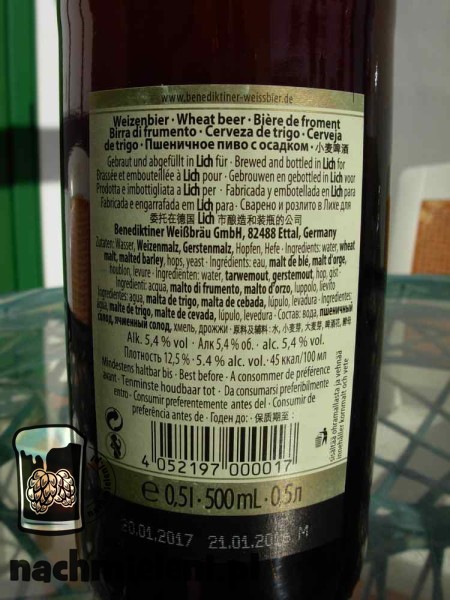 www.benediktiner-weissbier.de
Weizenbier · Wheat beer · Bjère de froment
Birra di frumento · Cerveza de trigo · Cerveja
de trigo · Пшеничное пиво с осадком · 小麦啤酒
Gebraut und abgefüllt in Lich für · Brewed and bottled in Lich for
Brassée et embouteillée à Lich pour · Gebrouwen en gebotteld in Lich voor
Prodotta e imbottigliata a Lich per · Fabricada y embotellada en Lich para
Fabricada e engarrafada em Lich para · Сварено и розлито в Лихе для
委托在德国 Lich 市酿造和装瓶的公司
Benediktiner Weißbräu GmbH, 82488 Ettal, Germany
Zutaten: Wasser, Weizenmalz, Gerstenmalz, Hopfen, Hefe · Ingredients: water, wheat
malt, malted barley, hops, yeast · Ingrédients: eau, malt de blé, malt d'orge,
houblon, levure · Ingrediënten: water, tarwemout, gerstemout, hop, gist ·
Ingredienti: acqua, malto di frumento, malto d'orzo, luppolo, lievito
Ingredientes: agua, malta de trigo, malta de cebada, lúpulo, levadura · Ingredientes:
água, malte de trigo, malte de cevada, lúpulo, levedura · Состав: вода, пшеничный
солод, ячменный солод, хмель, дрожжи · 原料及辅料: 水, 小麦芽, 大麦芽, 啤酒花, 酵母
Alk. 5,4 % vol · Алк 5,4 % об. · alc. 5,4 % vol.
Плотность 12,5 % · 5,4 % alc. vol. · 45 ккал/100 мл
Mindestens haltbar bis · Best before · A consommer de préférence
avant · Tenminste houdbaar tot · Da consumarsi preferibilmente
entro · Consumir preferentemente antes del · Consumir de
preferência antes de · Годен до: · 保质期至:
4 052197 000017
sisältää ohramallasta ja vehnää
innehåller kornmalt och vete
e 0,5l · 500mL · 0,5л
20.01.2017 21.01.2016 M